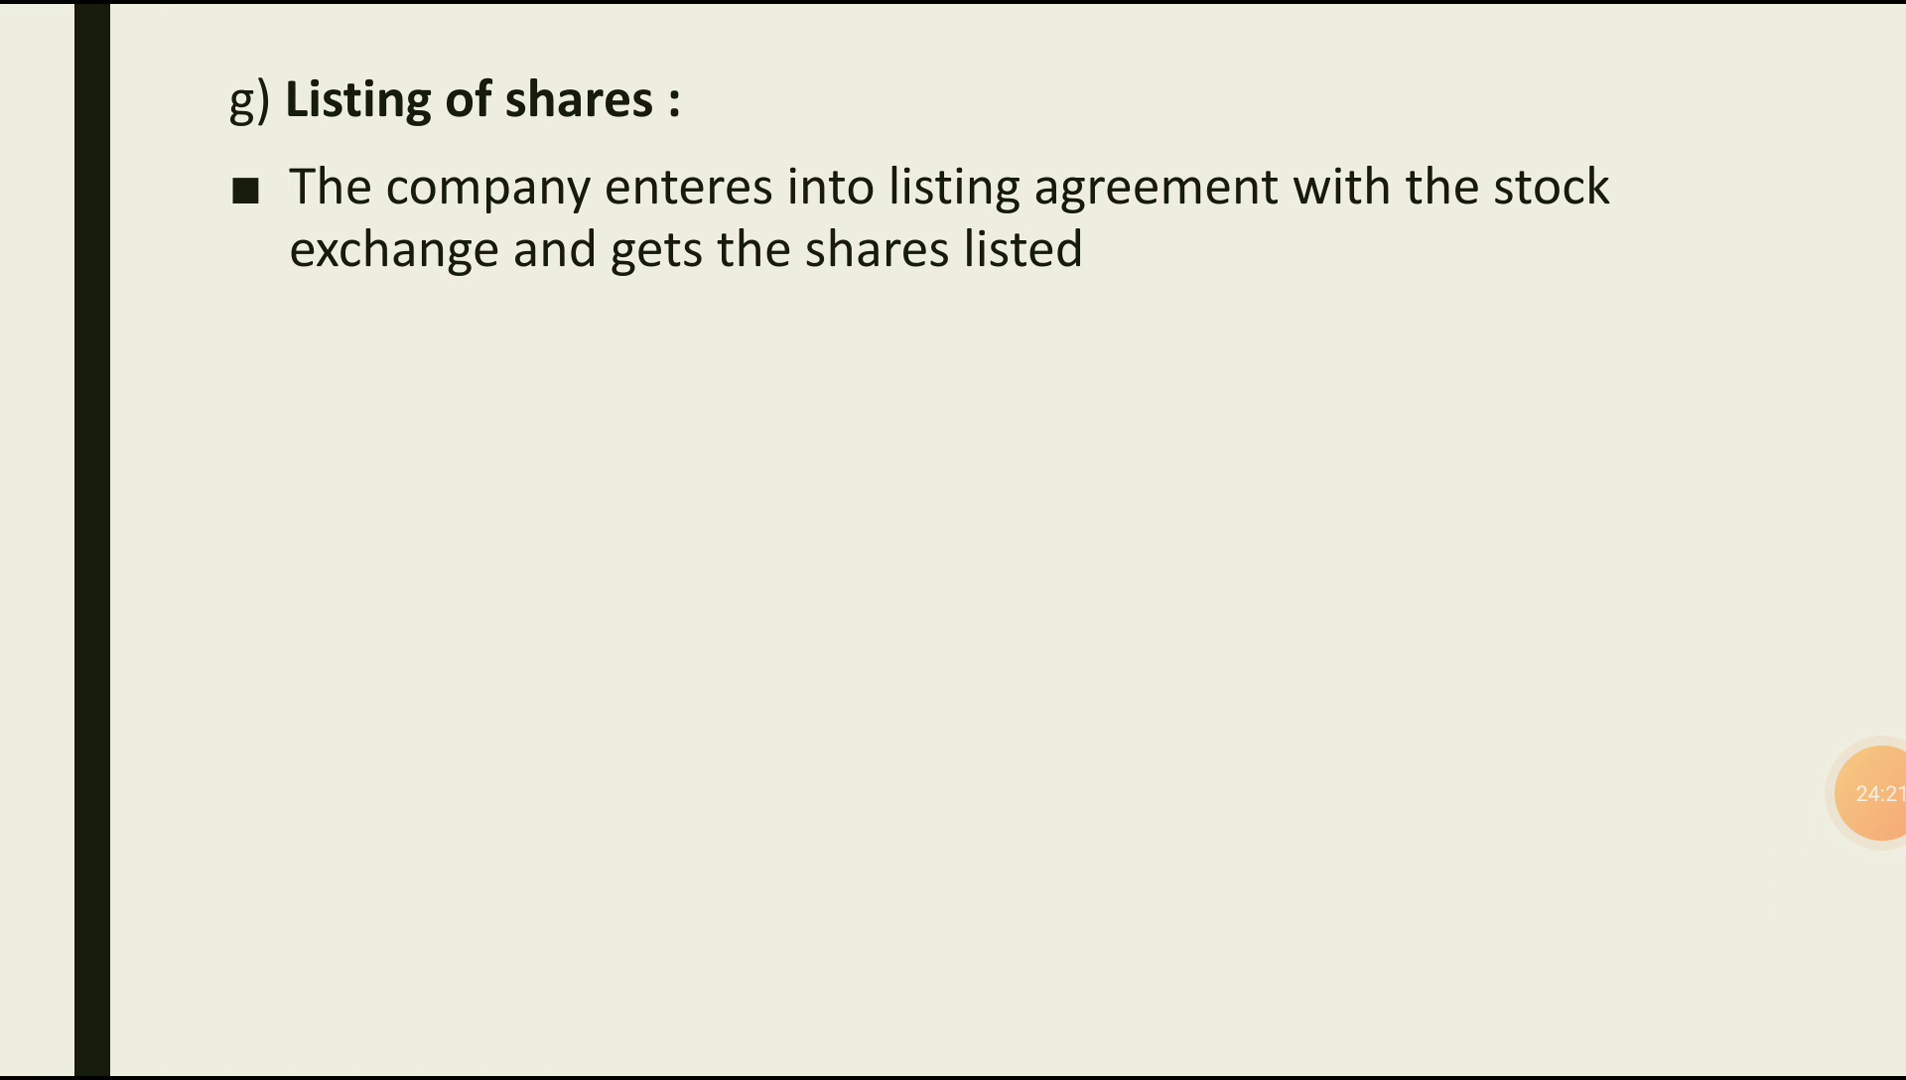 g) Listing of shares :
■ The company enteres into listing agreement with the stock
exchange and gets the shares listed
24:21